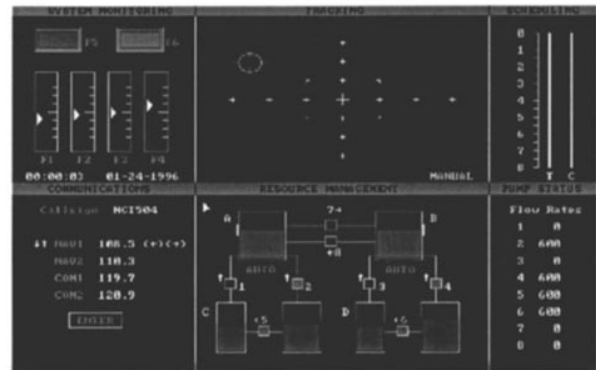 SYSTEM MONITORING
TRACKING
SCHEDULING
F5
F6
F1
F2
F3
F4
00:00:03 01-24-1996
MANUAL
0
1
2
3
4
5
6
7
8
T C
COMMUNICATIONS
RESOURCE MANAGEMENT
PUMP STATUS
Callsign NGI504
NAV1 108.5
NAV2 110.3
COM1 119.7
COM2 120.9
ENTER
A
B
7
8
AUTO
AUTO
1
2
3
4
C
D
5
6
Flow Rates
1 0
2 600
3 0
4 600
5 600
6 600
7 0
8 0